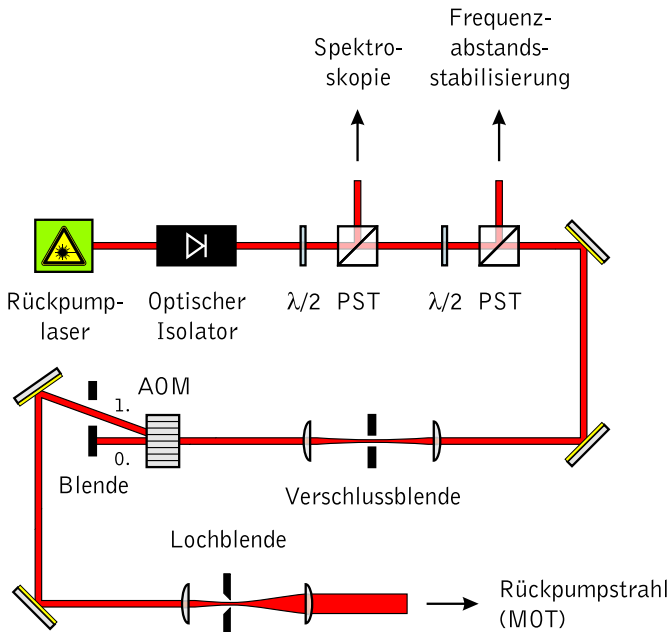 Spektro-
skopie
Frequenz-
abstands-
stabilisierung
Rückpump-
laser
Optischer
Isolator
λ/2
PST
λ/2
PST
AOM
1.
0.
Blende
Verschlussblende
Lochblende
Rückpumpstrahl
(MOT)